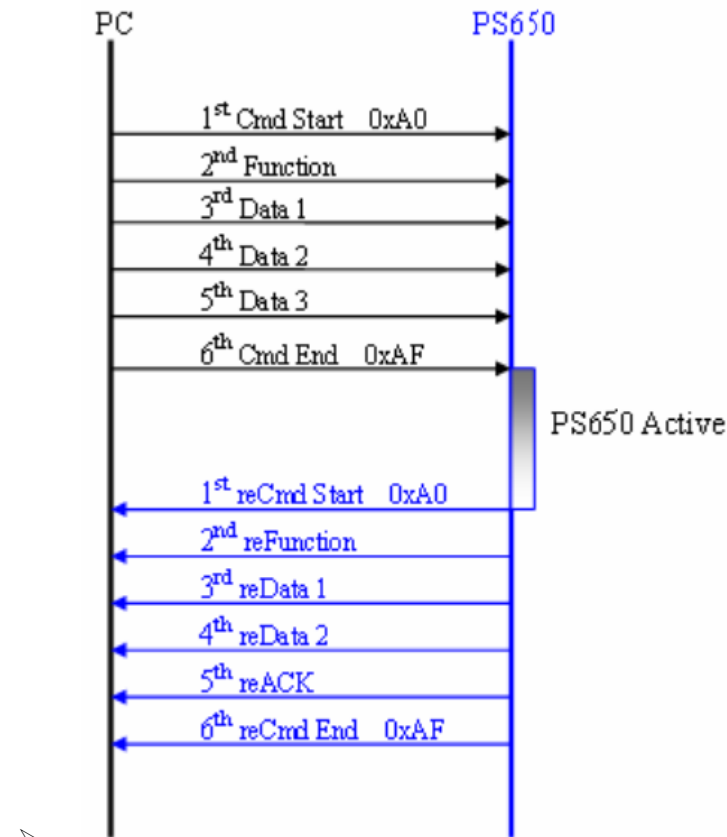 PC PS650
1st Cmd Start 0xA0
2nd Function
3rd Data 1
4th Data 2
5th Data 3
6th Cmd End 0xAF
PS650 Active
1st reCmd Start 0xA0
2nd reFunction
3rd reData 1
4th reData 2
5th reACK
6th reCmd End 0xAF